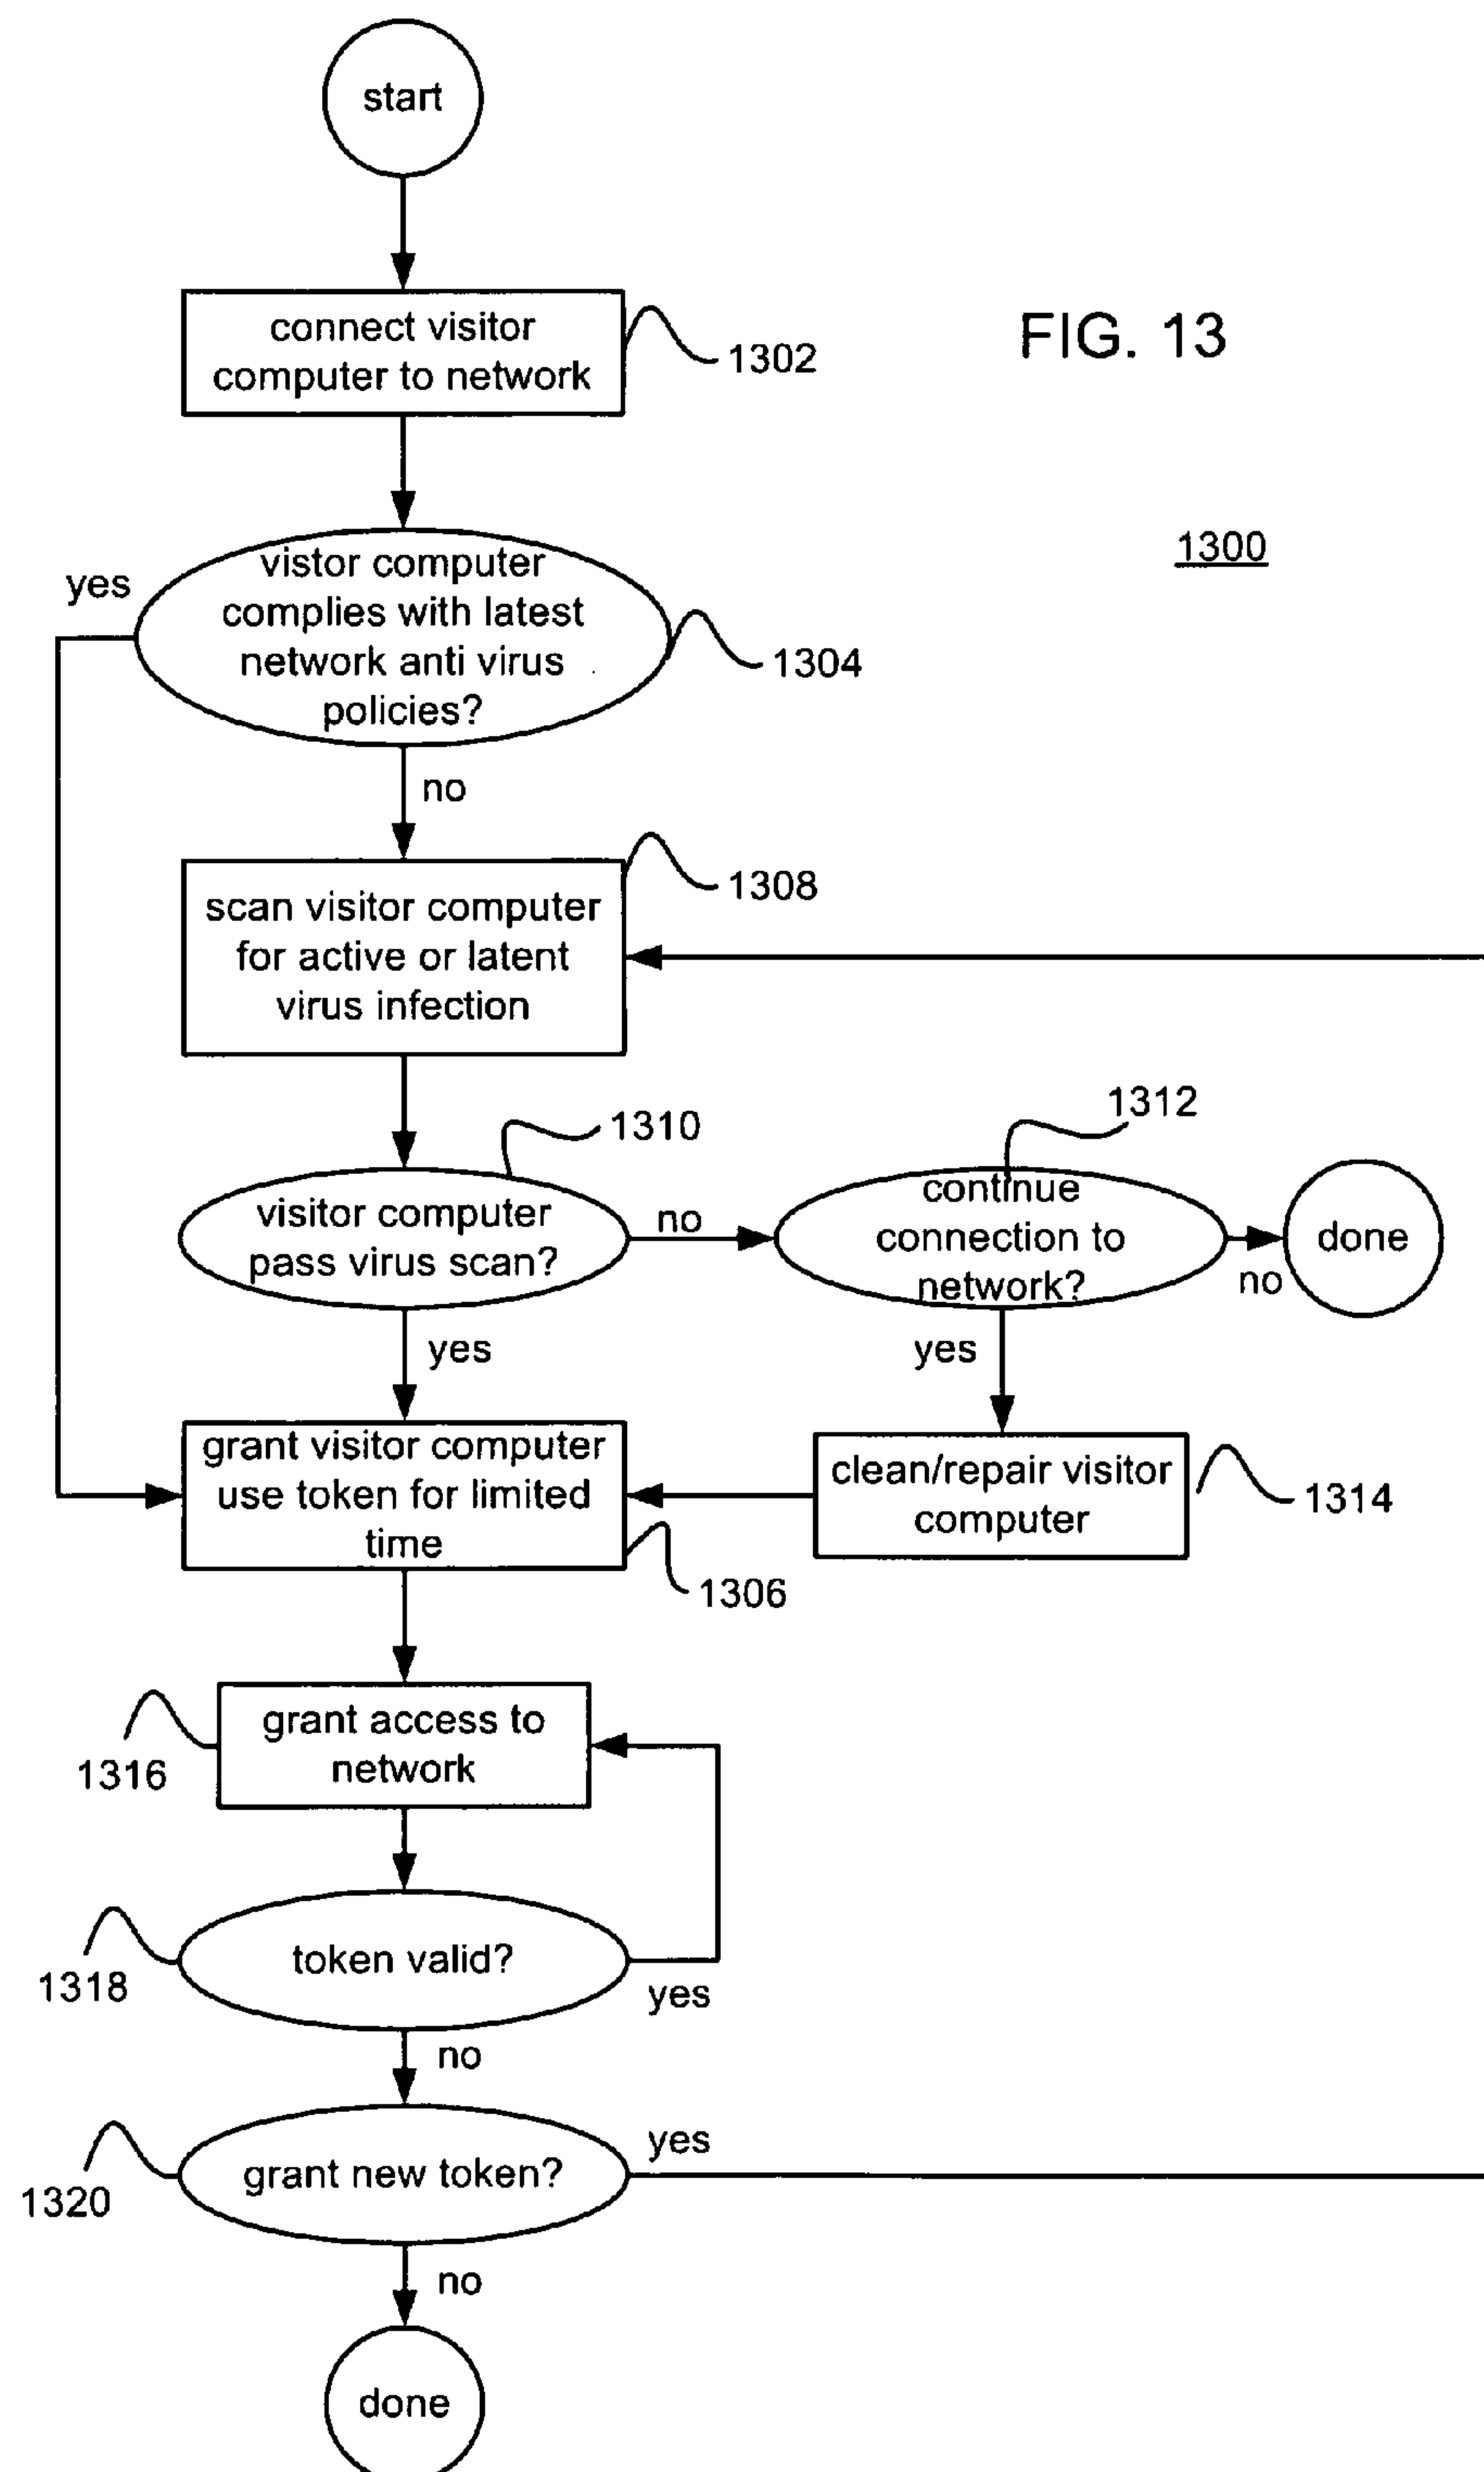 start
connect visitor
computer to network
1302
FIG. 13
1300
yes
vistor computer
complies with latest
network anti virus
policies?
1304
no
scan visitor computer
for active or latent
virus infection
1308
1310
1312
visitor computer
pass virus scan?
no
continue
connection to
network?
no
done
yes
yes
grant visitor computer
use token for limited
time
1306
clean/repair visitor
computer
1314
grant access to
network
1316
token valid?
1318
yes
no
grant new token?
yes
1320
no
done